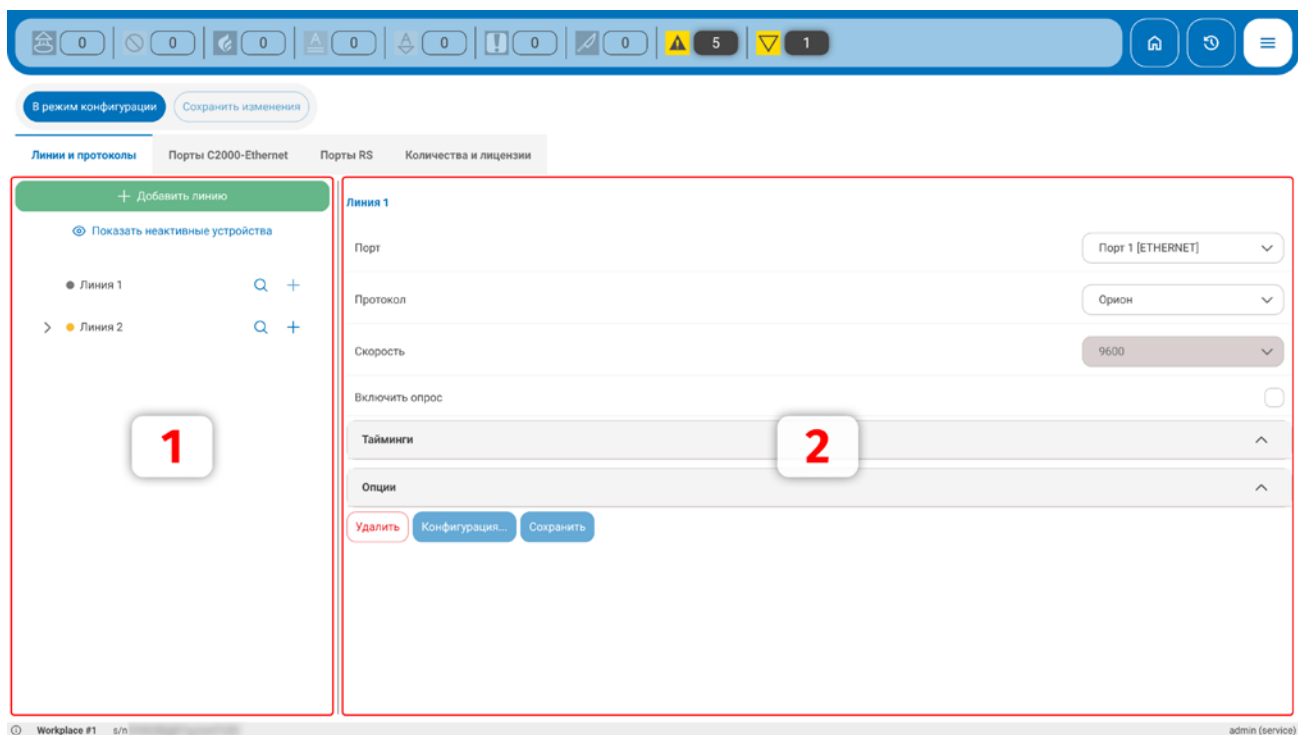 0 0 0 0 0 0 0 5 1
В режим конфигурации Сохранить изменения
Линии и протоколы Порты С2000-Ethernet Порты RS Количества и лицензии
+ Добавить линию
Показать неактивные устройства
Линия 1
Линия 2
1
Линия 1
Порт Порт 1 [ETHERNET]
Протокол Орион
Скорость 9600
Включить опрос
Тайминги
2
Опции
Удалить Конфигурация... Сохранить
Workplace #1 s/n admin (service)